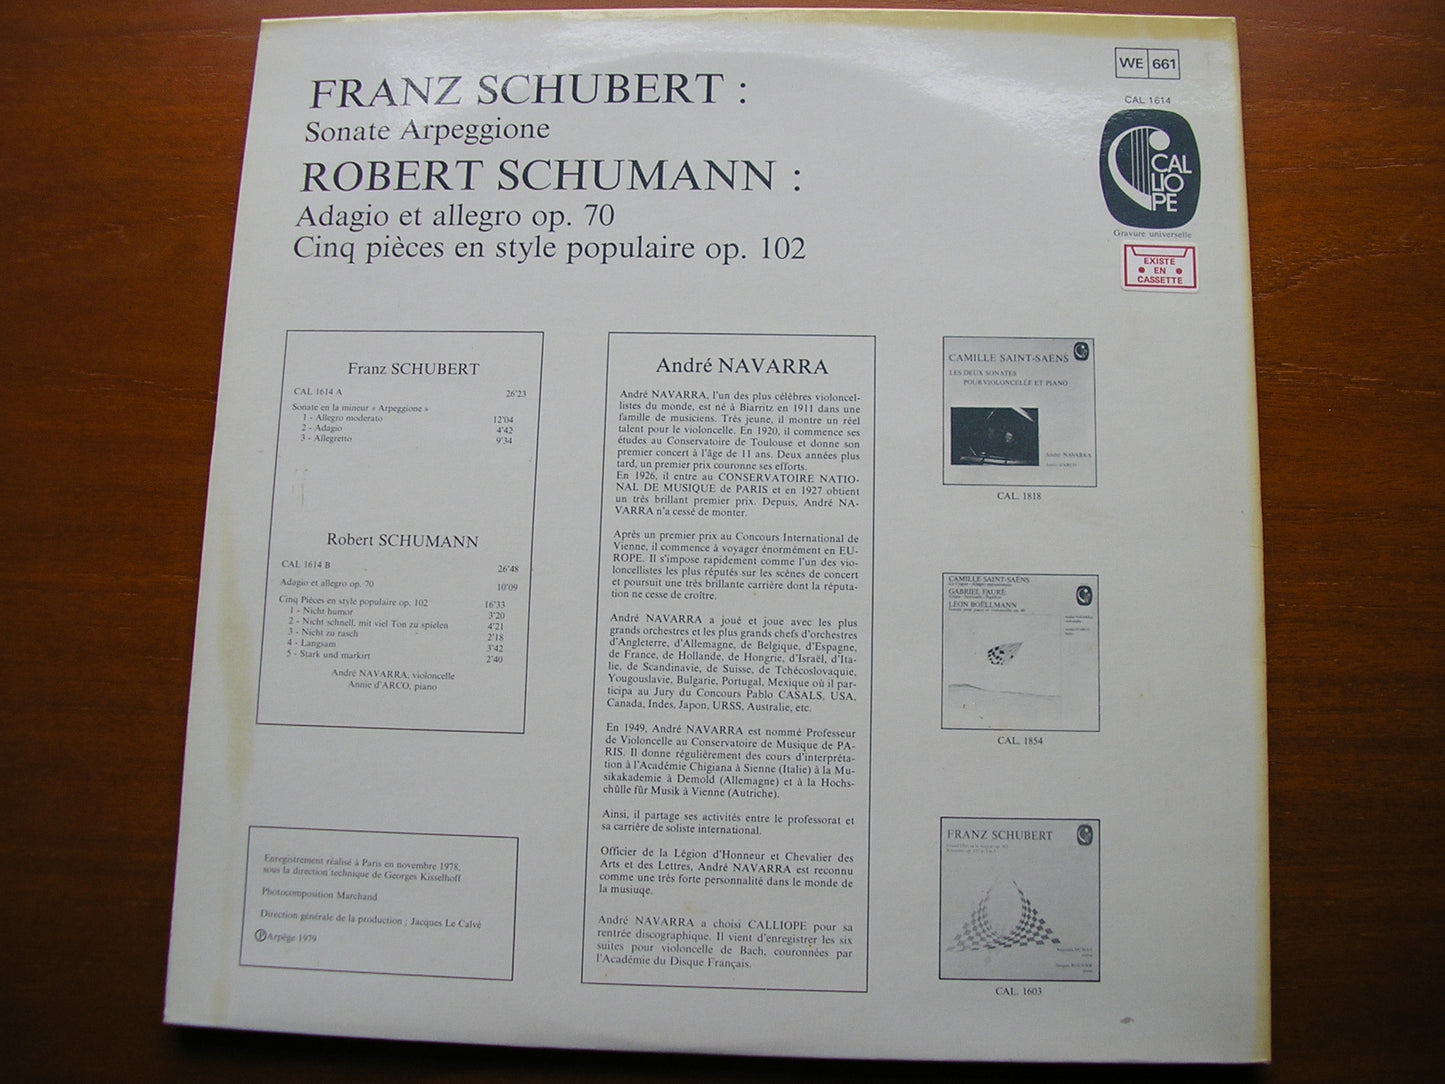 FRANZ SCHUBERT :
Sonate Arpeggione
ROBERT SCHUMANN :
Adagio et allegro op. 70
Cinq pièces en style populaire op. 102
WE 661
CAL 1614
CAL
LIO
PE
Gravure universelle
EXISTE
EN
CASSETTE
Franz SCHUBERT
CAL 1614 A 26'23
Sonate en la mineur « Arpeggione »
1 - Allegro moderato 12'04
2 - Adagio 4'42
3 - Allegretto 9'34
Robert SCHUMANN
CAL 1614 B 26'48
Adagio et allegro op. 70 10'09
Cinq Pièces en style populaire op. 102 16'33
1 - Nicht humor 3'20
2 - Nicht schnell, mit viel Ton zu spielen 4'21
3 - Nicht zu rasch 2'18
4 - Langsam 3'42
5 - Stark und markirt 2'40
André NAVARRA, violoncelle
Annie d'ARCO, piano
Enregistrement réalisé à Paris en novembre 1978,
sous la direction technique de Georges Kisselhoff
Photocomposition Marchand
Direction générale de la production : Jacques Le Calvé
℗ Arpège 1979
André NAVARRA
André NAVARRA, l'un des plus célèbres violoncel-
listes du monde, est né à Biarritz en 1911 dans une
famille de musiciens. Très jeune, il montre un réel
talent pour le violoncelle. En 1920, il commence ses
études au Conservatoire de Toulouse et donne son
premier concert à l'âge de 11 ans. Deux années plus
tard, un premier prix couronne ses efforts.
En 1926, il entre au CONSERVATOIRE NATIO-
NAL DE MUSIQUE de PARIS et en 1927 obtient
un très brillant premier prix. Depuis, André NA-
VARRA n'a cessé de monter.
Après un premier prix au Concours International de
Vienne, il commence à voyager énormément en EU-
ROPE. Il s'impose rapidement comme l'un des vio-
loncellistes les plus réputés sur les scènes de concert
et poursuit une très brillante carrière dont la réputa-
tion ne cesse de croître.
André NAVARRA a joué et joue avec les plus
grands orchestres et les plus grands chefs d'orchestres
d'Angleterre, d'Allemagne, de Belgique, d'Espagne,
de France, de Hollande, de Hongrie, d'Israël, d'Ita-
lie, de Scandinavie, de Suisse, de Tchécoslovaquie,
Yougouslavie, Bulgarie, Portugal, Mexique où il par-
ticipa au Jury du Concours Pablo CASALS, USA,
Canada, Indes, Japon, URSS, Australie, etc.
En 1949, André NAVARRA est nommé Professeur
de Violoncelle au Conservatoire de Musique de PA-
RIS. Il donne régulièrement des cours d'interpréta-
tion à l'Académie Chigiana à Sienne (Italie) à la Mu-
sikakademie à Demold (Allemagne) et à la Hochs-
chülle für Musik à Vienne (Autriche).
Ainsi, il partage ses activités entre le professorat et
sa carrière de soliste international.
Officier de la Légion d'Honneur et Chevalier des
Arts et des Lettres, André NAVARRA est reconnu
comme une très forte personnalité dans le monde de
la musiuqe.
André NAVARRA a choisi CALLIOPE pour sa
rentrée discographique. Il vient d'enregistrer les six
suites pour violoncelle de Bach, couronnées par
l'Académie du Disque Français.
CAMILLE SAINT-SAENS
LES DEUX SONATES
POUR VIOLONCELLE ET PIANO
André NAVARRA
Annie d'ARCO
CAL. 1818
CAMILLE SAINT-SAËNS
GABRIEL FAURÉ
LÉON BOËLLMANN
CAL. 1854
FRANZ SCHUBERT
CAL. 1603